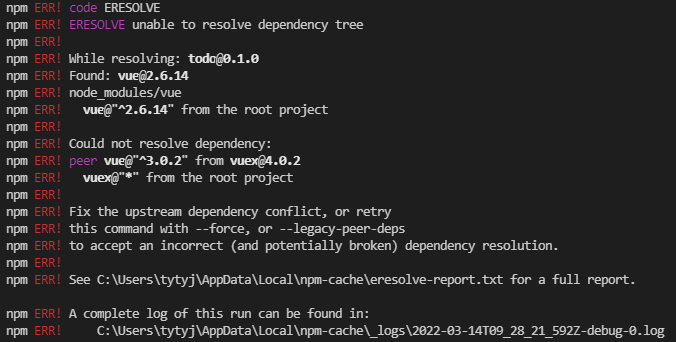 npm ERR! code ERESOLVE
npm ERR! ERESOLVE unable to resolve dependency tree
npm ERR!
npm ERR! While resolving: todo@0.1.0
npm ERR! Found: vue@2.6.14
npm ERR! node_modules/vue
npm ERR!   vue@"^2.6.14" from the root project
npm ERR!
npm ERR! Could not resolve dependency:
npm ERR! peer vue@"^3.0.2" from vuex@4.0.2
npm ERR!   vuex@"*" from the root project
npm ERR!
npm ERR! Fix the upstream dependency conflict, or retry
npm ERR! this command with --force, or --legacy-peer-deps
npm ERR! to accept an incorrect (and potentially broken) dependency resolution.
npm ERR!
npm ERR! See C:\Users\tytyj\AppData\Local\npm-cache\eresolve-report.txt for a full report.
npm ERR! A complete log of this run can be found in:
npm ERR!     C:\Users\tytyj\AppData\Local\npm-cache\_logs\2022-03-14T09_28_21_592Z-debug-0.log